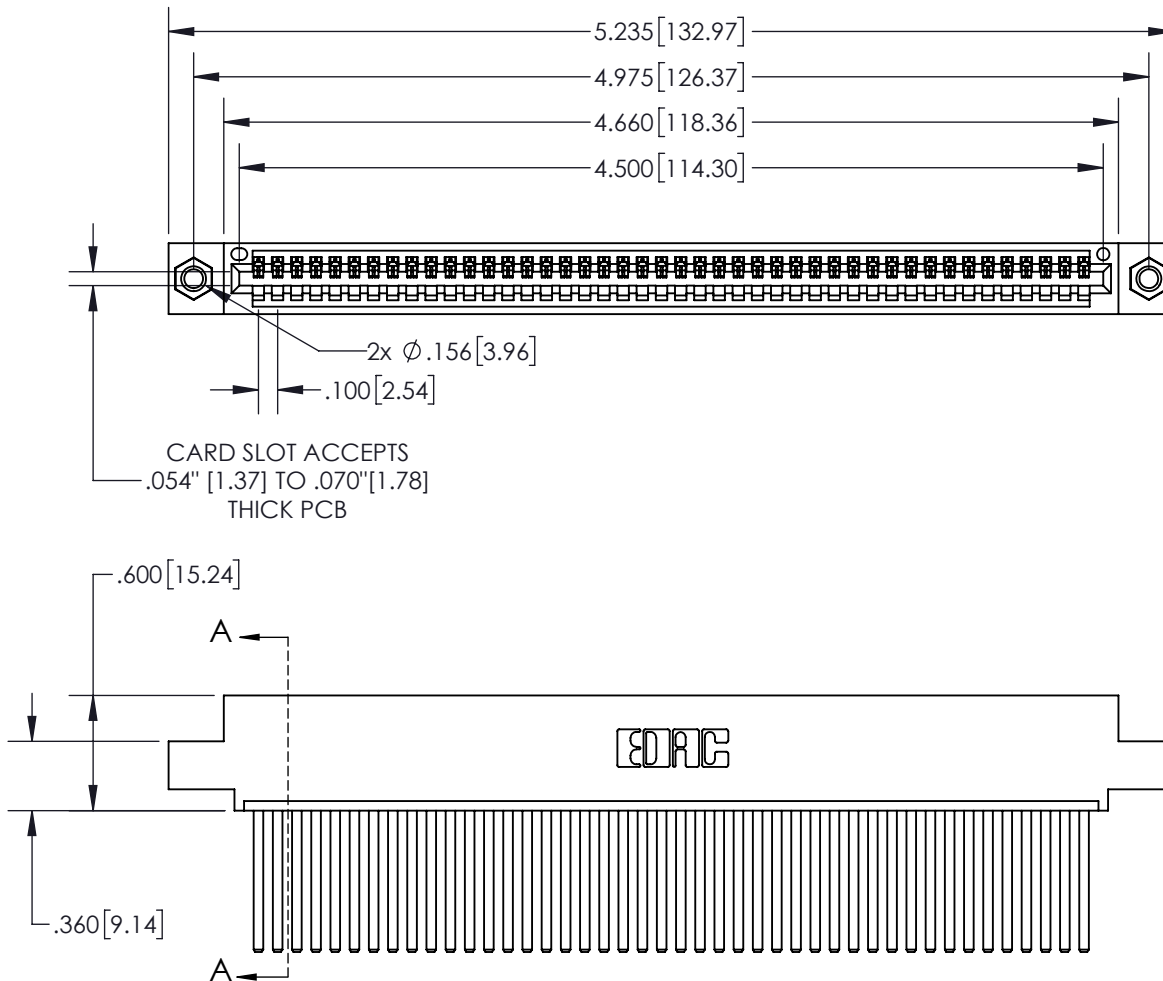 5.235[132.97]
4.975[126.37]
4.660[118.36]
4.500[114.30]
2x Ø.156[3.96]
.100[2.54]
CARD SLOT ACCEPTS
.054" [1.37] TO .070"[1.78]
THICK PCB
.600[15.24]
A
EDAC
.360[9.14]
A